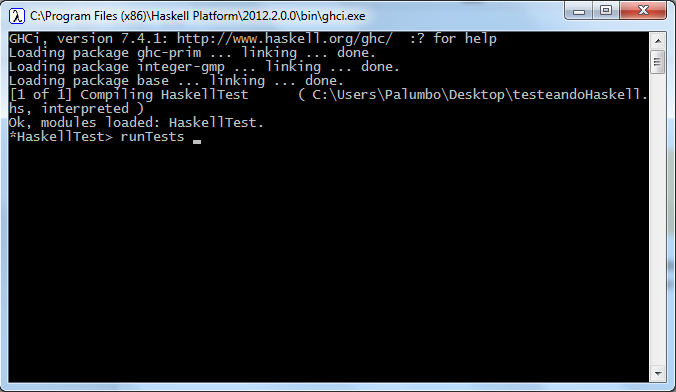 C:\Program Files (x86)\Haskell Platform\2012.2.0.0\bin\ghci.exe
GHCi, version 7.4.1: http://www.haskell.org/ghc/  :? for help
Loading package ghc-prim ... linking ... done.
Loading package integer-gmp ... linking ... done.
Loading package base ... linking ... done.
[1 of 1] Compiling HaskellTest      ( C:\Users\Palumbo\Desktop\testeandoHaskell.
hs, interpreted )
Ok, modules loaded: HaskellTest.
*HaskellTest> runTests _